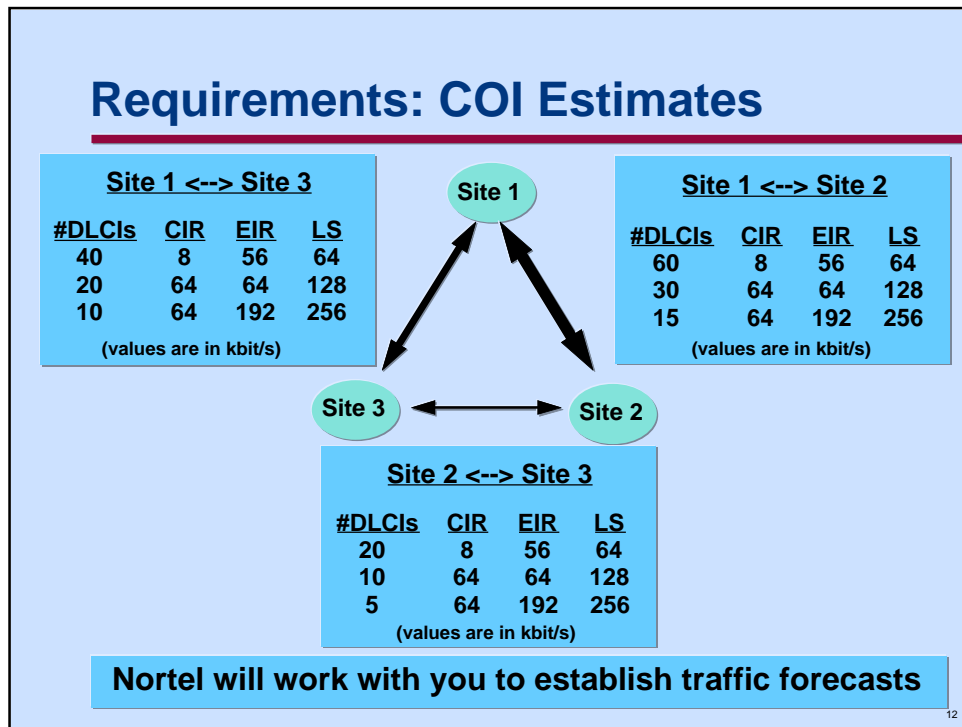 Requirements: COI Estimates
Site 1 <--> Site 3
#DLCIs CIR EIR LS
40 8 56 64
20 64 64 128
10 64 192 256
(values are in kbit/s)
Site 1
Site 1 <--> Site 2
#DLCIs CIR EIR LS
60 8 56 64
30 64 64 128
15 64 192 256
(values are in kbit/s)
Site 3
Site 2
Site 2 <--> Site 3
#DLCIs CIR EIR LS
20 8 56 64
10 64 64 128
5 64 192 256
(values are in kbit/s)
Nortel will work with you to establish traffic forecasts
12